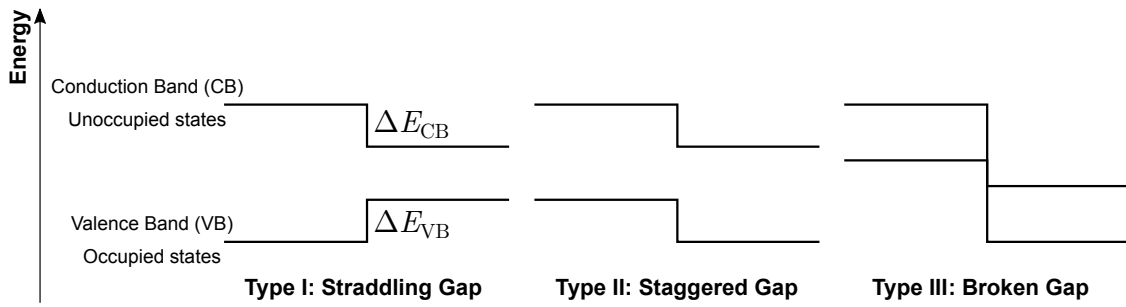 Energy
Conduction Band (CB)
Unoccupied states
ΔE_CB
Valence Band (VB)
Occupied states
ΔE_VB
Type I: Straddling Gap
Type II: Staggered Gap
Type III: Broken Gap